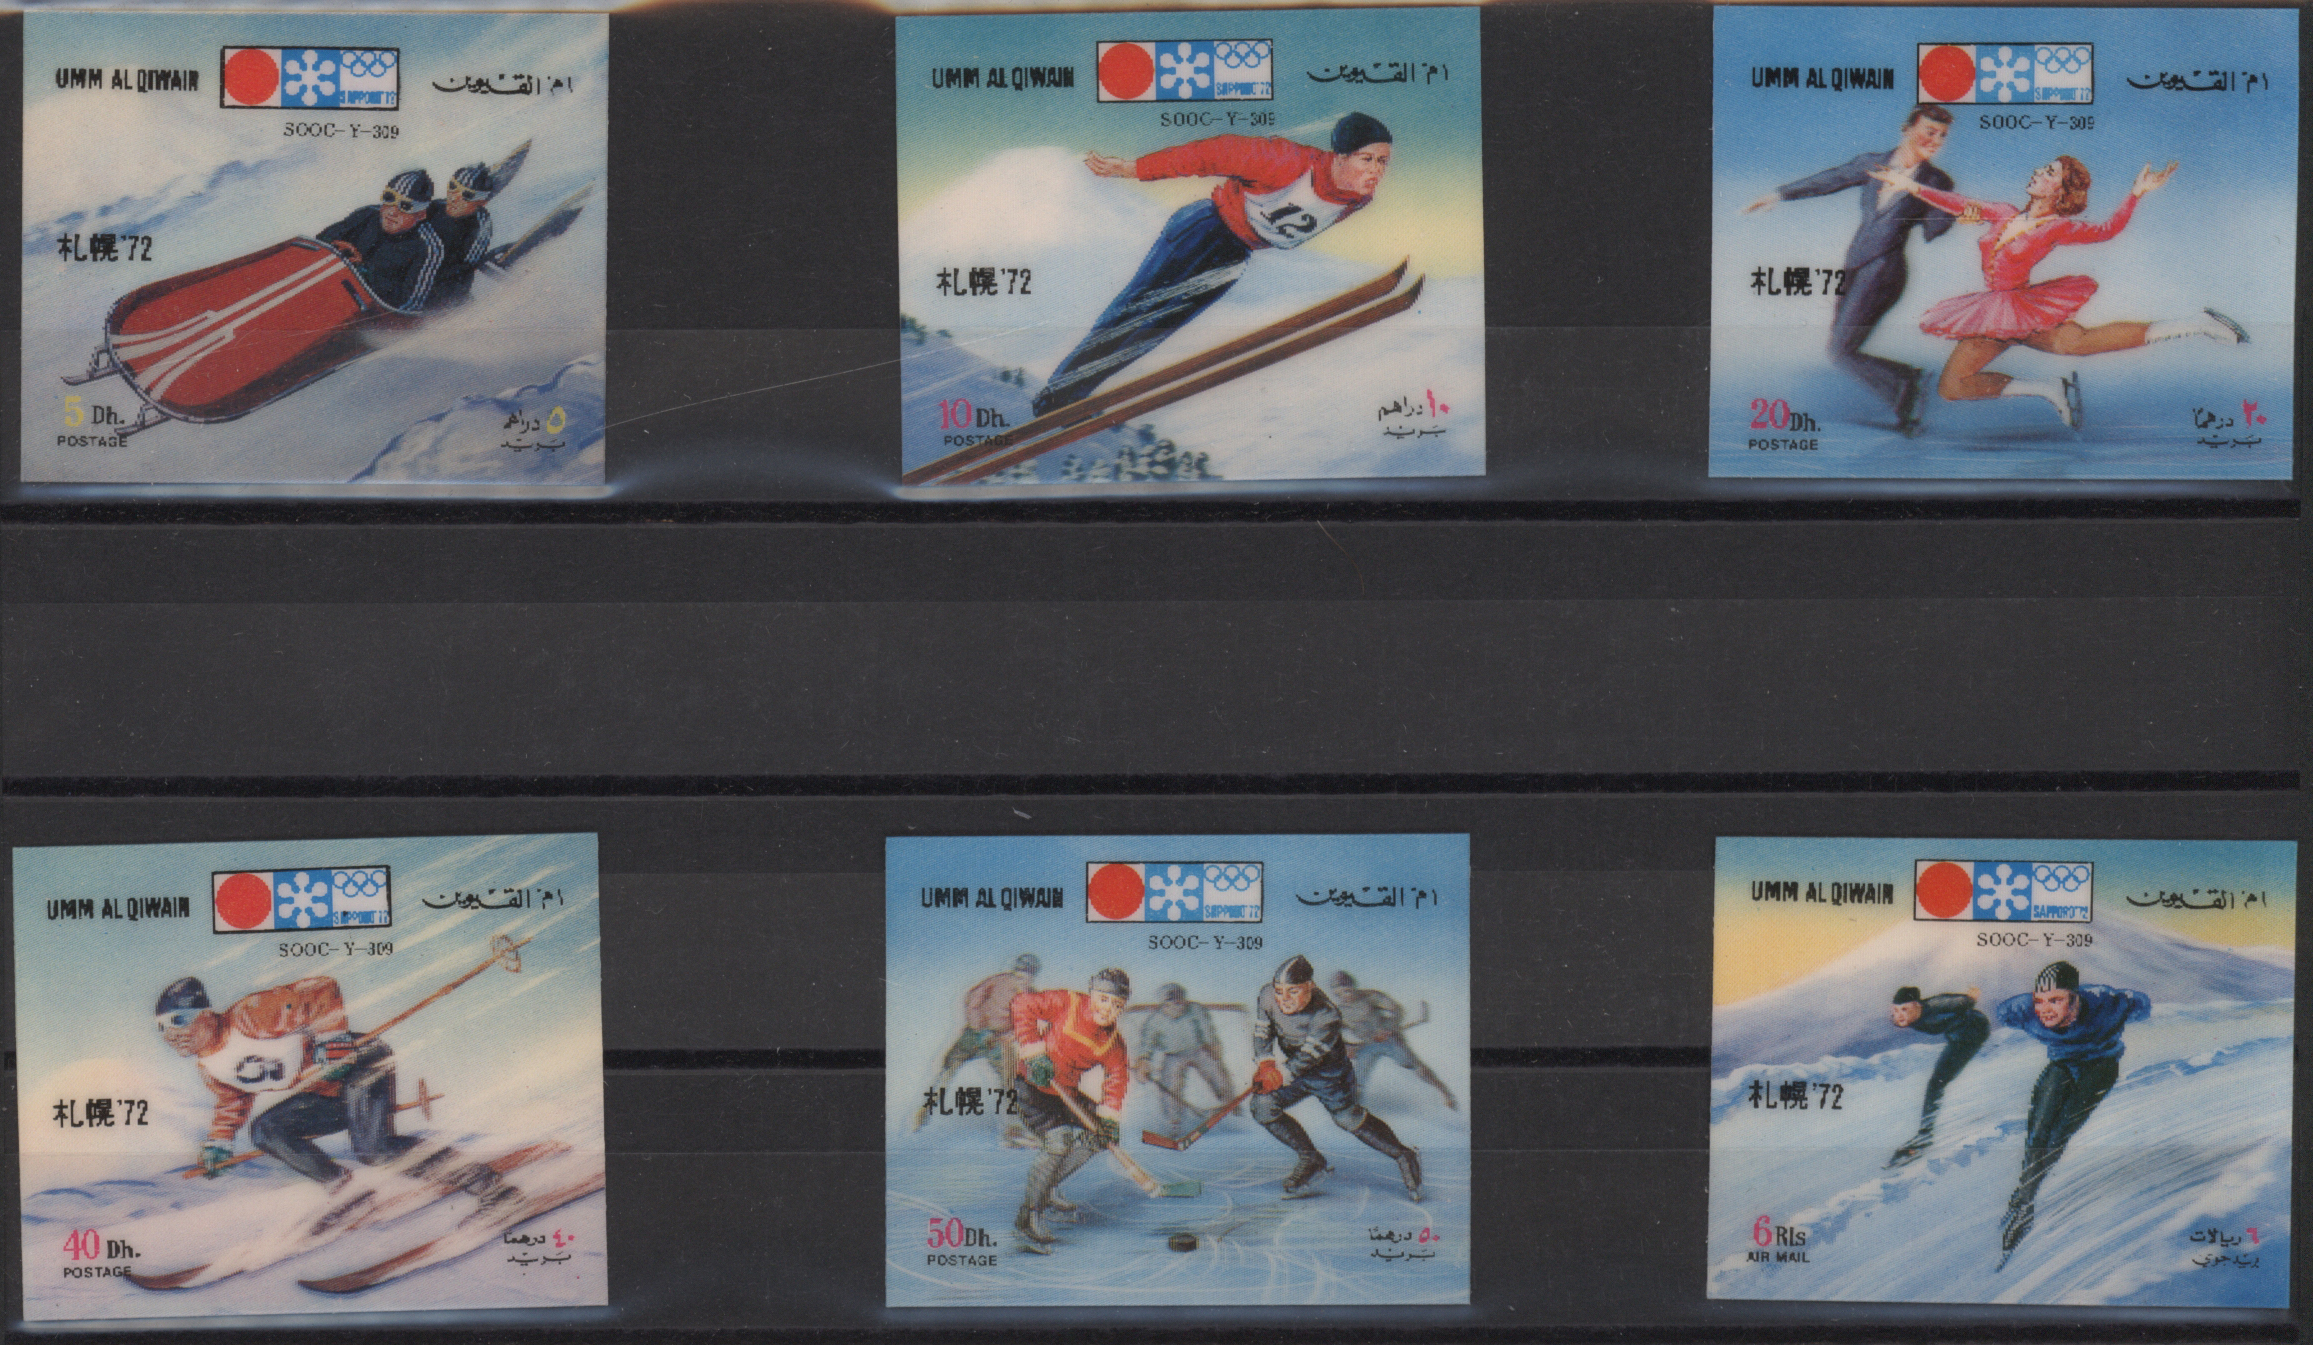 UMM AL QIWAIN
SAPPORO'72
ام القيوين
SOOC-Y-309
札幌'72
5 Dh.
POSTAGE
٥ دراهم
بريد
UMM AL QIWAIN
SAPPORO'72
ام القيوين
SOOC-Y-309
12
札幌'72
10 Dh.
POSTAGE
١٠ دراهم
بريد
UMM AL QIWAIN
SAPPORO'72
ام القيوين
SOOC-Y-309
札幌'72
20 Dh.
POSTAGE
٢٠ درهمًا
بريد
UMM AL QIWAIN
SAPPORO'72
ام القيوين
SOOC-Y-309
札幌'72
40 Dh.
POSTAGE
٤٠ درهمًا
بريد
UMM AL QIWAIN
SAPPORO'72
ام القيوين
SOOC-Y-309
札幌'72
50 Dh.
POSTAGE
٥٠ درهمًا
بريد
UMM AL QIWAIN
SAPPORO'72
ام القيوين
SOOC-Y-309
札幌'72
6 Rls
AIR MAIL
٦ ريالات
بريد جوي